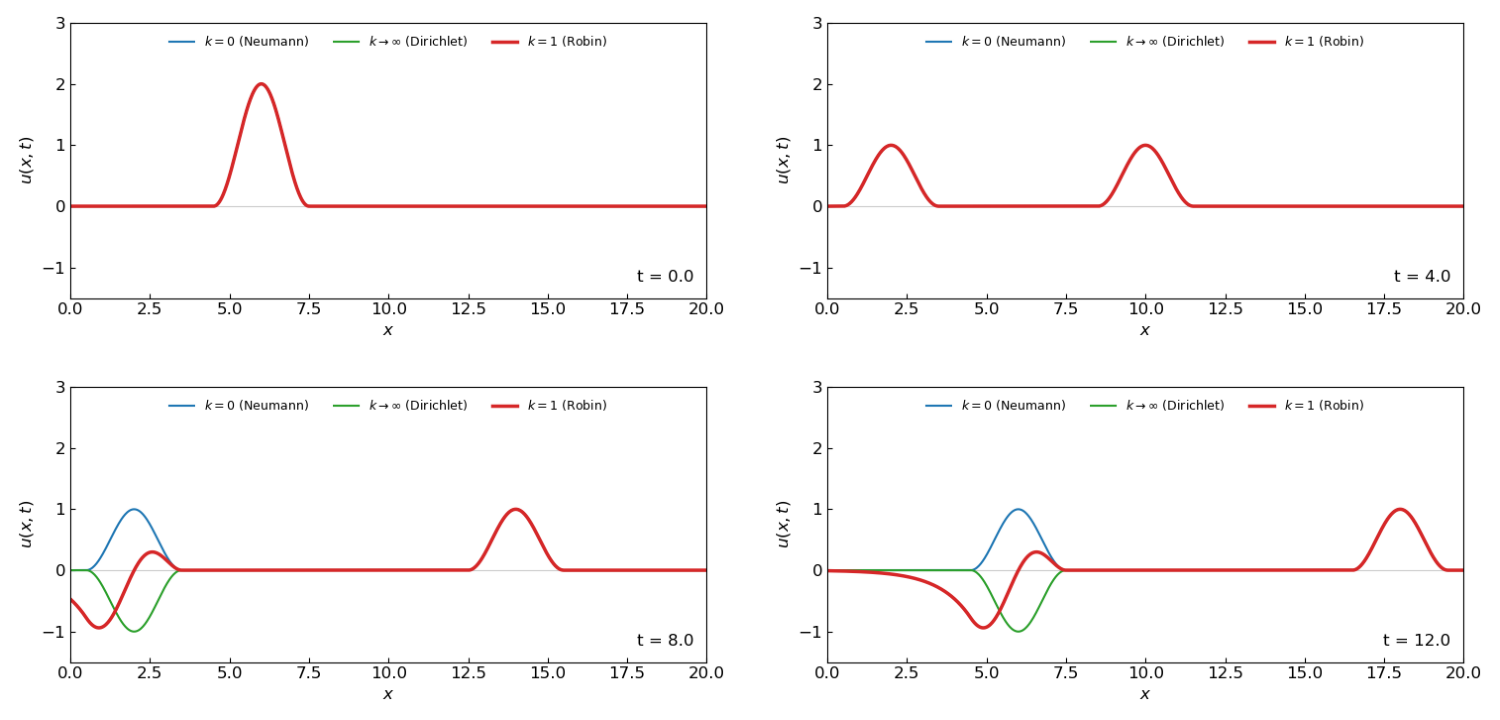 3
k = 0 (Neumann) k → ∞ (Dirichlet) k = 1 (Robin)
2
1
0
−1
u(x, t)
t = 0.0
0.0 2.5 5.0 7.5 10.0 12.5 15.0 17.5 20.0
x
3
k = 0 (Neumann) k → ∞ (Dirichlet) k = 1 (Robin)
2
1
0
−1
u(x, t)
t = 4.0
0.0 2.5 5.0 7.5 10.0 12.5 15.0 17.5 20.0
x
3
k = 0 (Neumann) k → ∞ (Dirichlet) k = 1 (Robin)
2
1
0
−1
u(x, t)
t = 8.0
0.0 2.5 5.0 7.5 10.0 12.5 15.0 17.5 20.0
x
3
k = 0 (Neumann) k → ∞ (Dirichlet) k = 1 (Robin)
2
1
0
−1
u(x, t)
t = 12.0
0.0 2.5 5.0 7.5 10.0 12.5 15.0 17.5 20.0
x